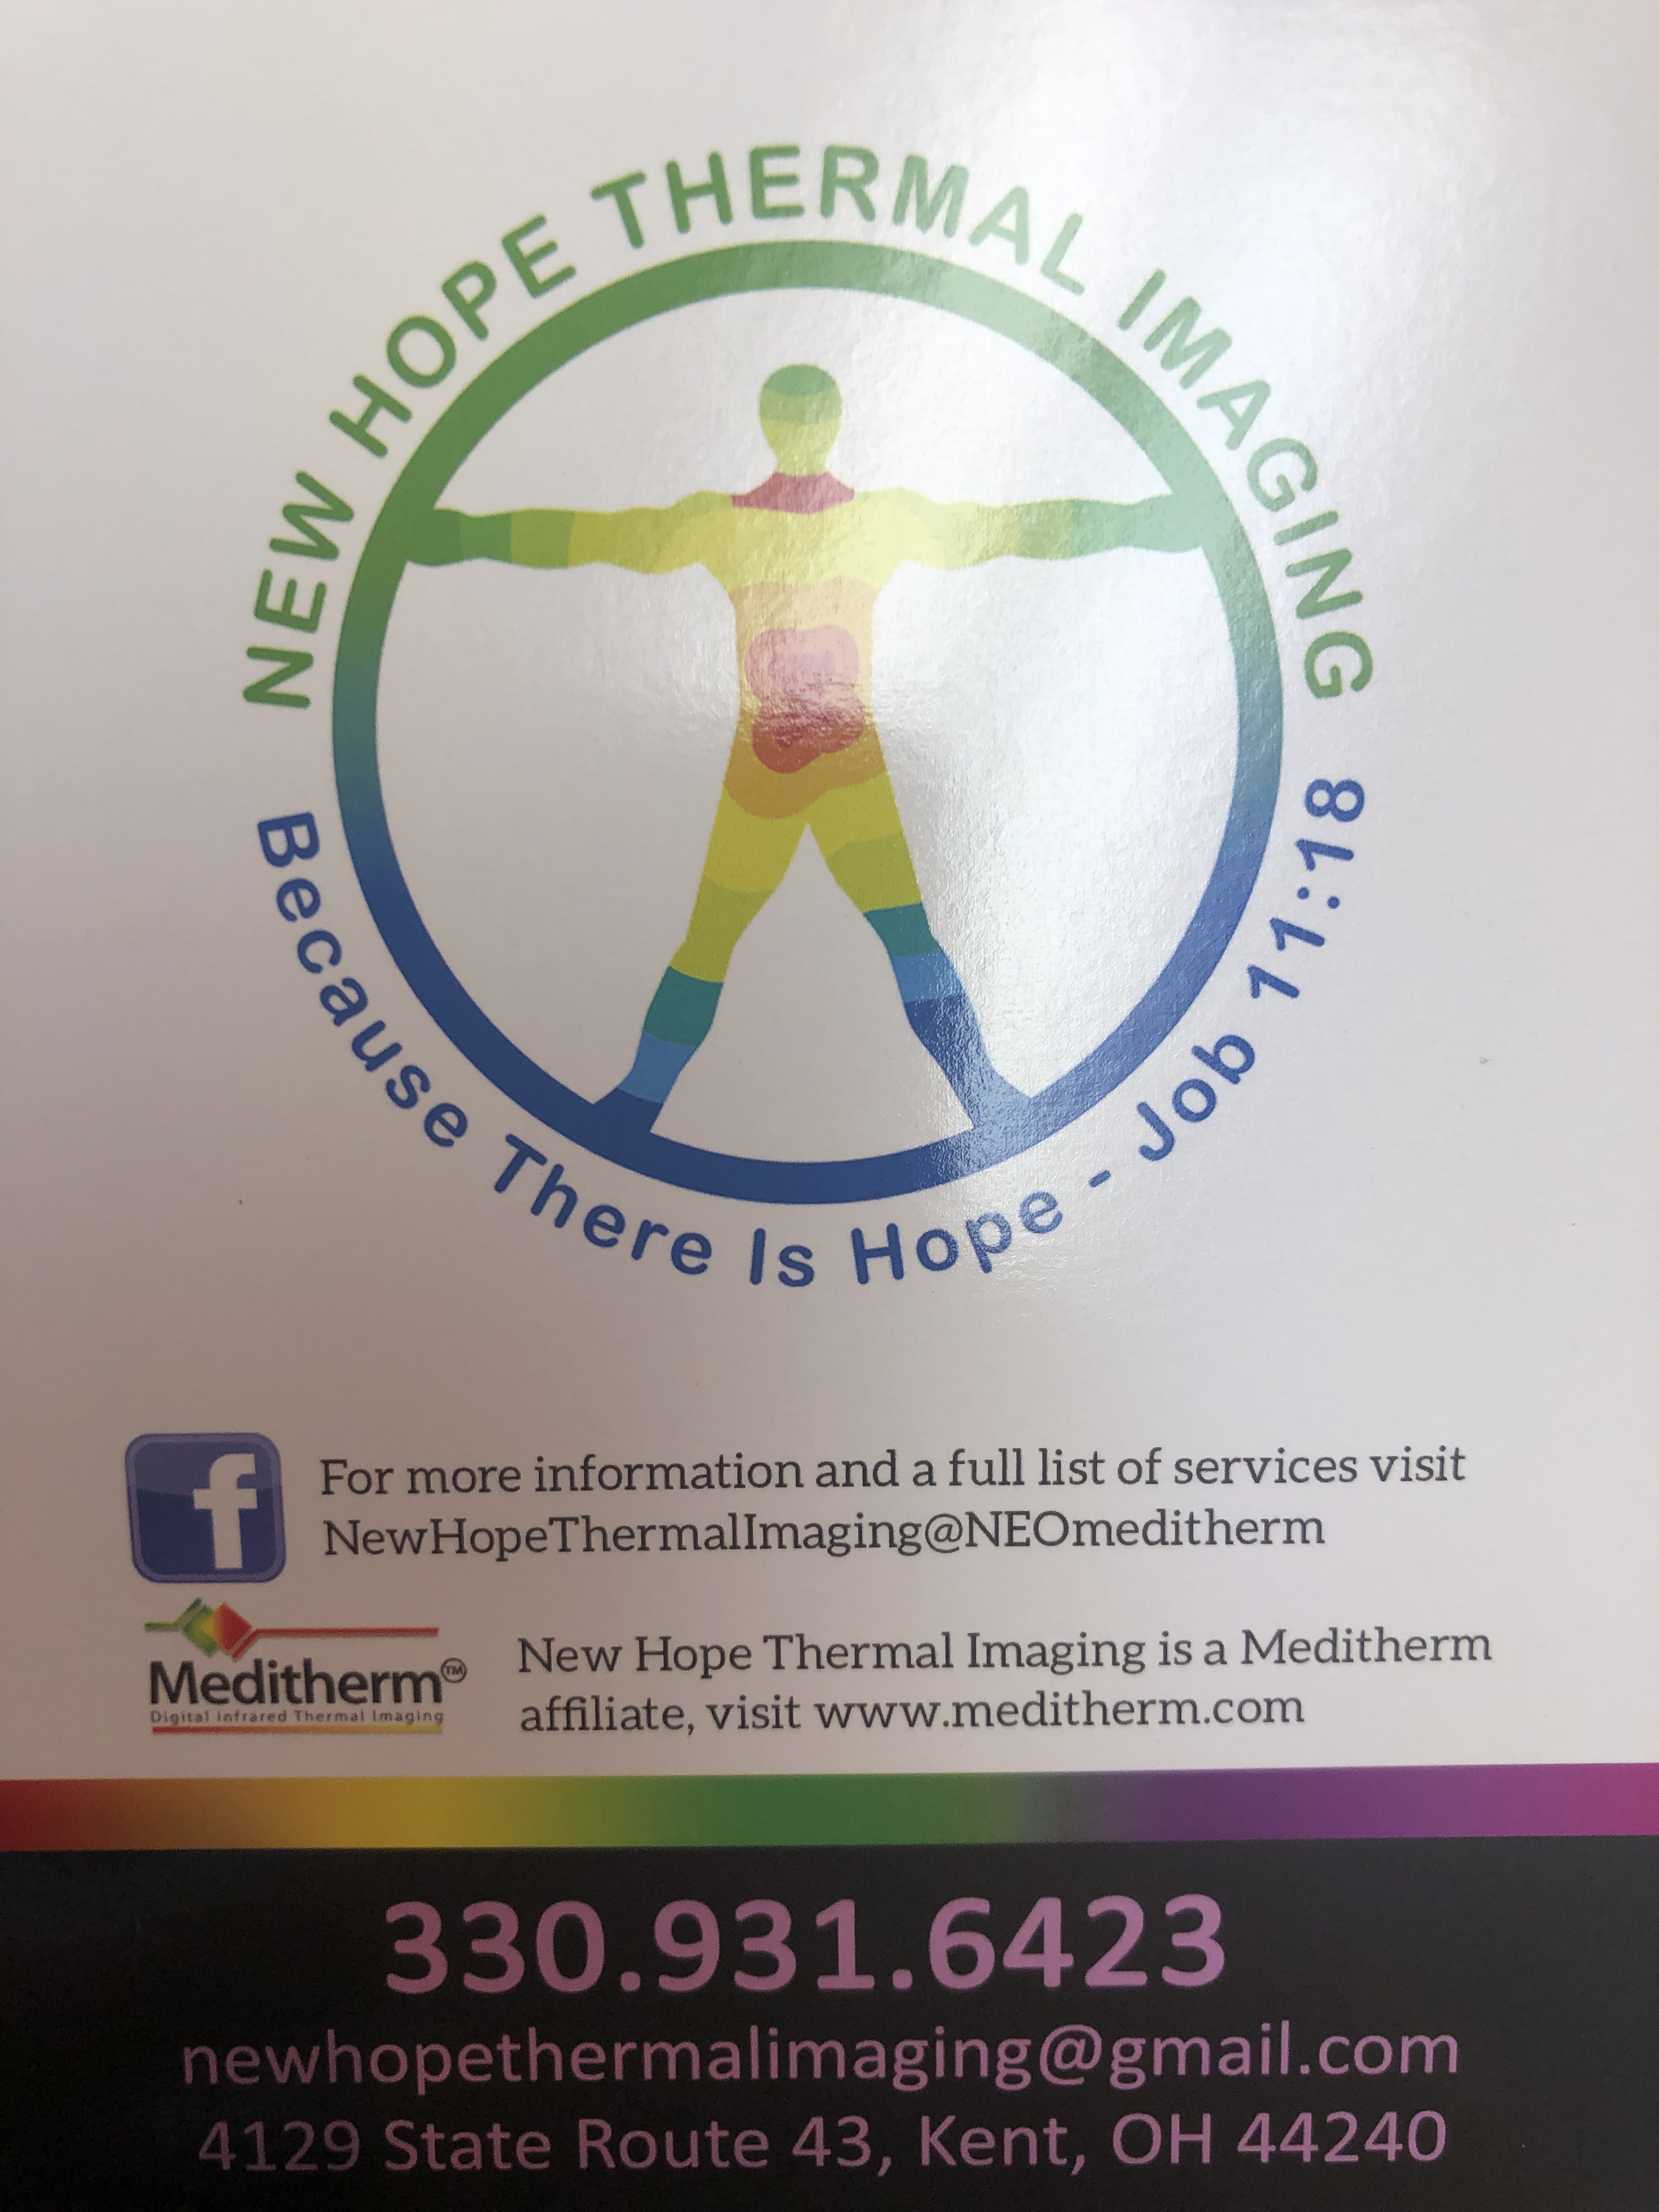 NEW HOPE THERMAL IMAGING
Because There Is Hope - Job 11:18
f
For more information and a full list of services visit
NewHopeThermalImaging@NEOmeditherm
Meditherm™
Digital Infrared Thermal Imaging
New Hope Thermal Imaging is a Meditherm
affiliate, visit www.meditherm.com
330.931.6423
newhopethermalimaging@gmail.com
4129 State Route 43, Kent, OH 44240